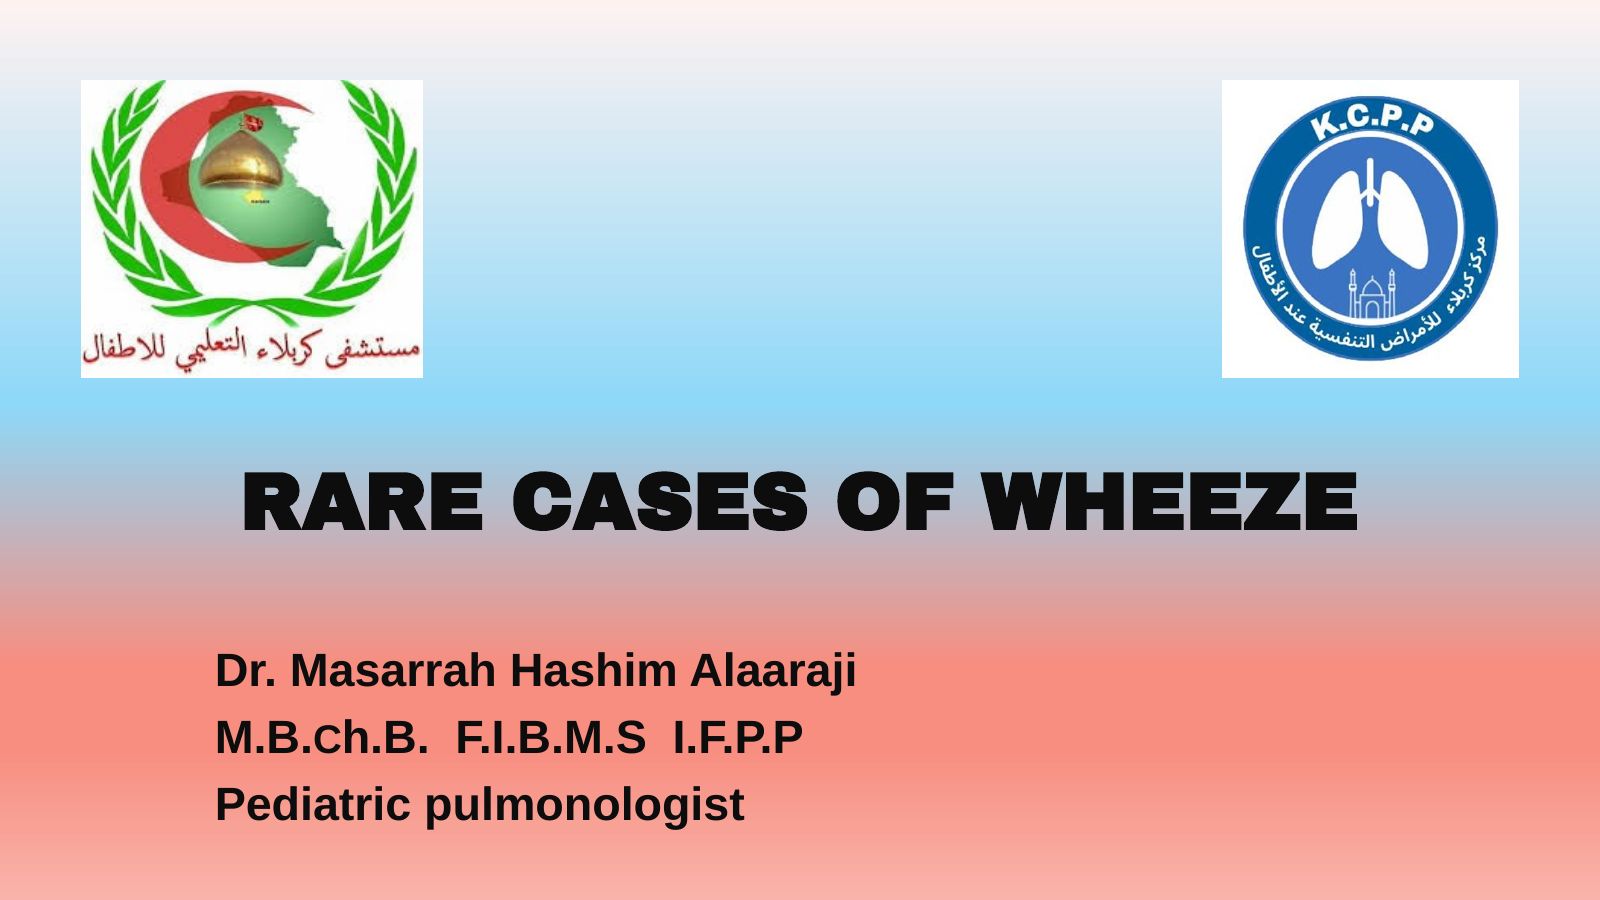 مستشفى كربلاء التعليمي للاطفال
K.C.P.P
مركز كربلاء للأمراض التنفسية عند الأطفال
RARE CASES OF WHEEZE
Dr. Masarrah Hashim Alaaraji
M.B.Ch.B.  F.I.B.M.S  I.F.P.P
Pediatric pulmonologist